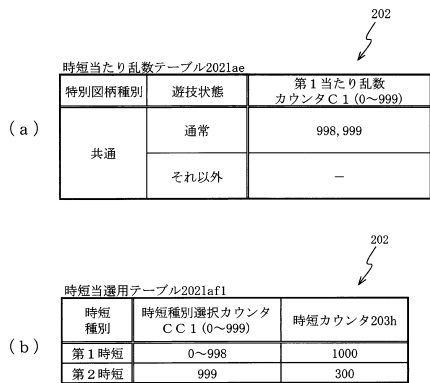 202
時短当たり乱数テーブル2021ae
特別図柄種別 遊技状態 第1当たり乱数
カウンタC1(0~999)
(a)
共通 通常 998,999
それ以外 −
202
時短当選用テーブル2021af1
時短
種別 時短種別選択カウンタ
CC1(0~999) 時短カウンタ203h
(b)
第1時短 0~998 1000
第2時短 999 300